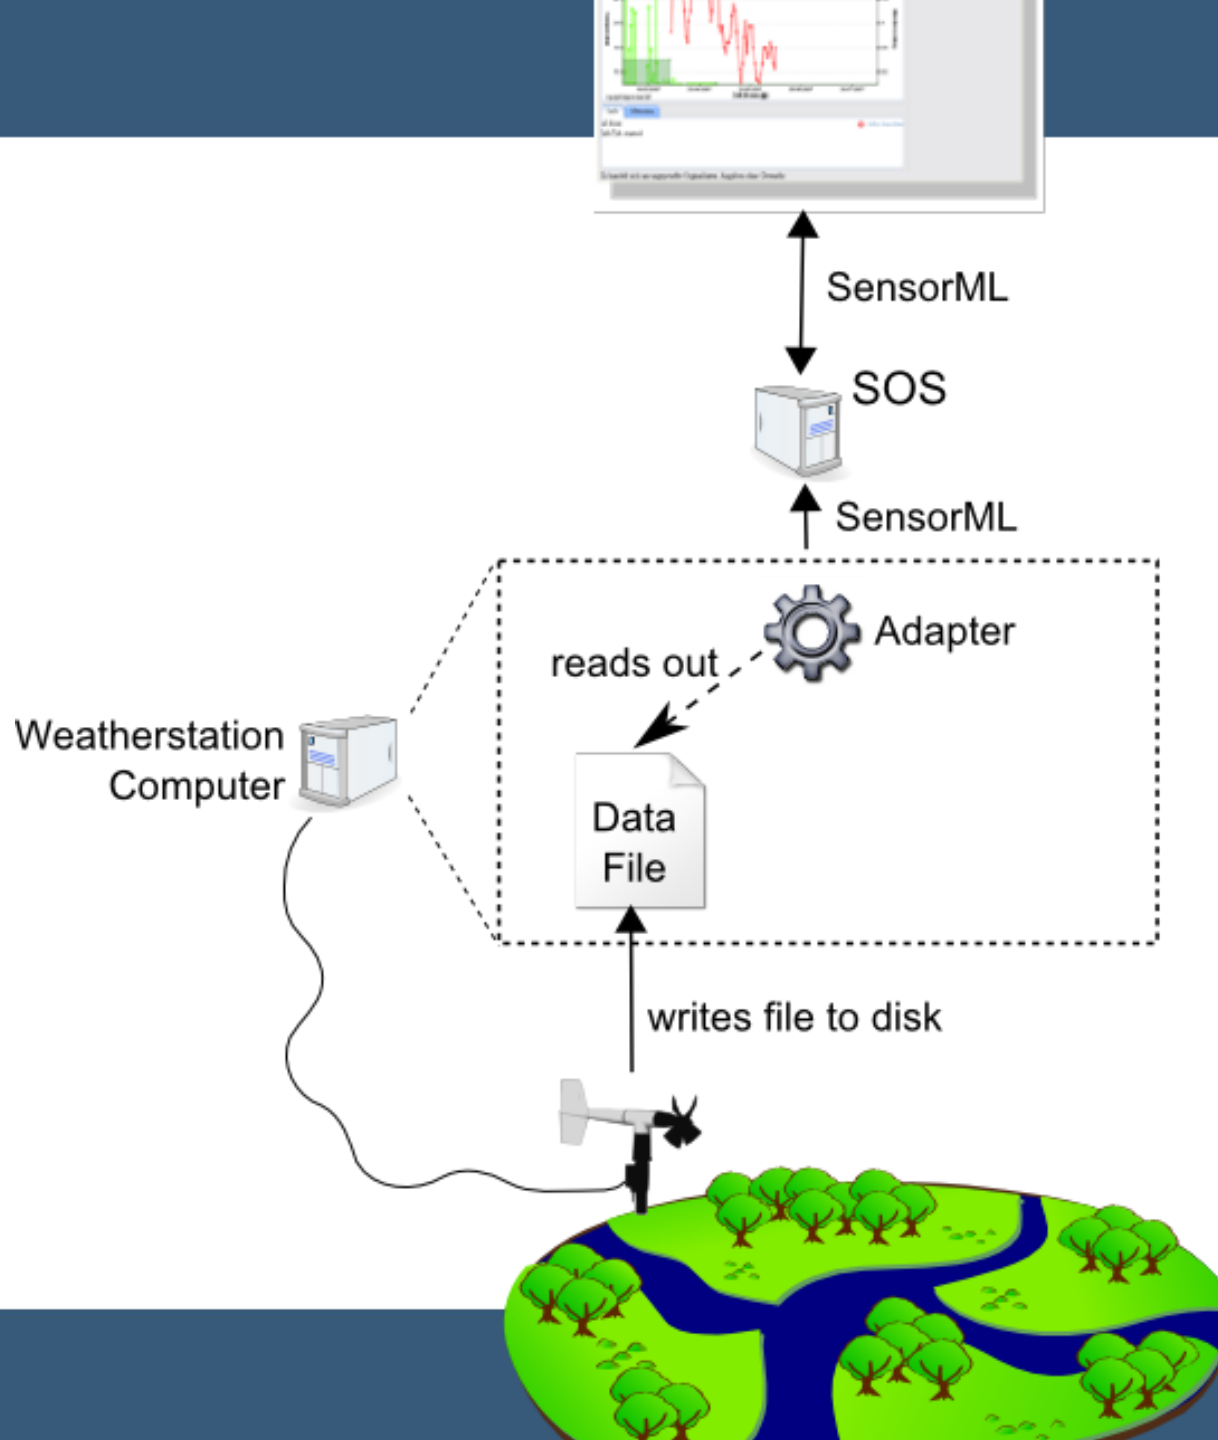 SensorML
SOS
SensorML
Adapter
reads out
Weatherstation
Computer
Data
File
writes file to disk